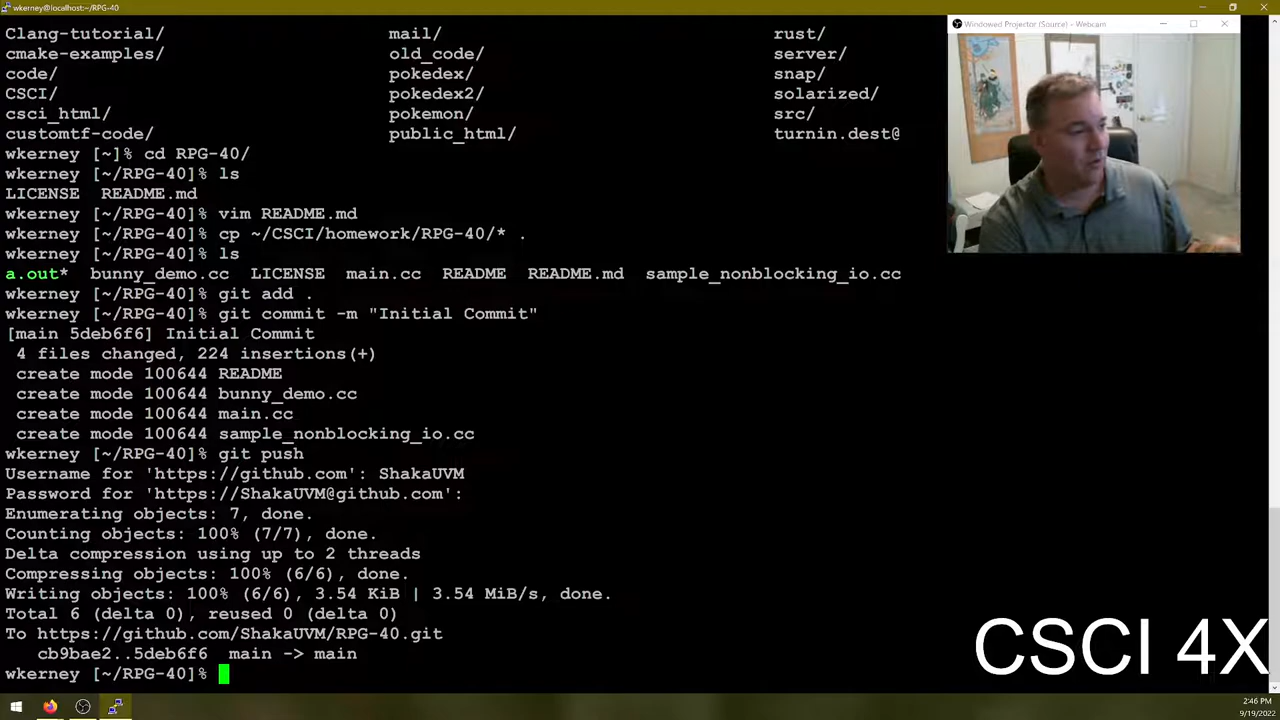 wkerney@localhost:~/RPG-40
Clang-tutorial/ mail/ rust/
cmake-examples/ old_code/ server/
code/ pokedex/ snap/
CSCI/ pokedex2/ solarized/
csci_html/ pokemon/ src/
customtf-code/ public_html/ turnin.dest@
wkerney [~]% cd RPG-40/
wkerney [~/RPG-40]% ls
LICENSE README.md
wkerney [~/RPG-40]% vim README.md
wkerney [~/RPG-40]% cp ~/CSCI/homework/RPG-40/* .
wkerney [~/RPG-40]% ls
a.out* bunny_demo.cc LICENSE main.cc README README.md sample_nonblocking_io.cc
wkerney [~/RPG-40]% git add .
wkerney [~/RPG-40]% git commit -m "Initial Commit"
[main 5deb6f6] Initial Commit
4 files changed, 224 insertions(+)
create mode 100644 README
create mode 100644 bunny_demo.cc
create mode 100644 main.cc
create mode 100644 sample_nonblocking_io.cc
wkerney [~/RPG-40]% git push
Username for 'https://github.com': ShakaUVM
Password for 'https://ShakaUVM@github.com':
Enumerating objects: 7, done.
Counting objects: 100% (7/7), done.
Delta compression using up to 2 threads
Compressing objects: 100% (6/6), done.
Writing objects: 100% (6/6), 3.54 KiB | 3.54 MiB/s, done.
Total 6 (delta 0), reused 0 (delta 0)
To https://github.com/ShakaUVM/RPG-40.git
cb9bae2..5deb6f6 main -> main
wkerney [~/RPG-40]%
Windowed Projector (Source) - Webcam
CSCI 4X
2:46 PM
9/19/2022